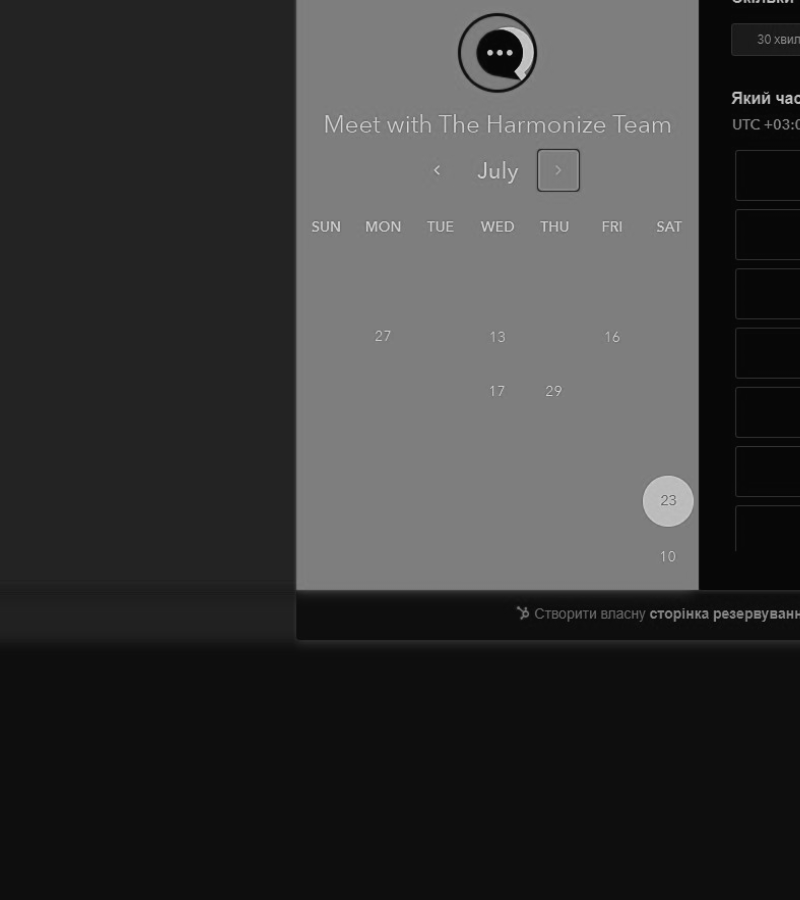 30 хвил
Який час
UTC +03:0
Meet with The Harmonize Team
July
SUN MON TUE WED THU FRI SAT
27 13 16
17 29
23
10
Створити власну сторінка резервуванн